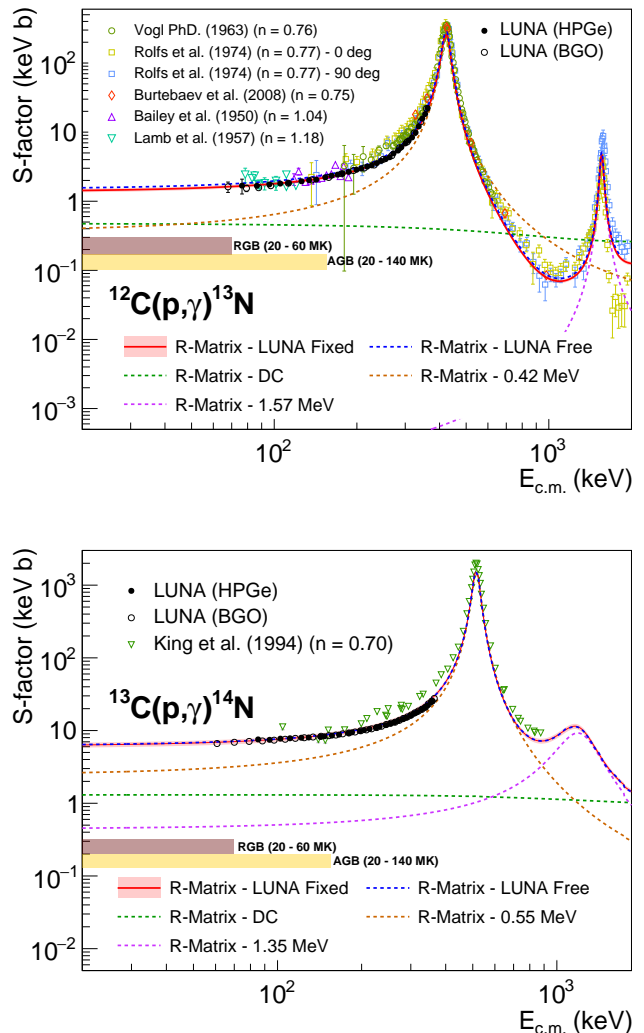 10²
10
1
10⁻¹
10⁻²
10⁻³
S-factor (keV b)
Vogl PhD. (1963) (n = 0.76)
Rolfs et al. (1974) (n = 0.77) - 0 deg
Rolfs et al. (1974) (n = 0.77) - 90 deg
Burtebaev et al. (2008) (n = 0.75)
Bailey et al. (1950) (n = 1.04)
Lamb et al. (1957) (n = 1.18)
LUNA (HPGe)
LUNA (BGO)
RGB (20 - 60 MK)
AGB (20 - 140 MK)
¹²C(p,γ)¹³N
R-Matrix - LUNA Fixed
R-Matrix - LUNA Free
R-Matrix - DC
R-Matrix - 0.42 MeV
R-Matrix - 1.57 MeV
10²
10³
E_c.m. (keV)
10³
10²
10
1
10⁻¹
10⁻²
S-factor (keV b)
LUNA (HPGe)
LUNA (BGO)
King et al. (1994) (n = 0.70)
¹³C(p,γ)¹⁴N
RGB (20 - 60 MK)
AGB (20 - 140 MK)
R-Matrix - LUNA Fixed
R-Matrix - LUNA Free
R-Matrix - DC
R-Matrix - 0.55 MeV
R-Matrix - 1.35 MeV
10²
10³
E_c.m. (keV)